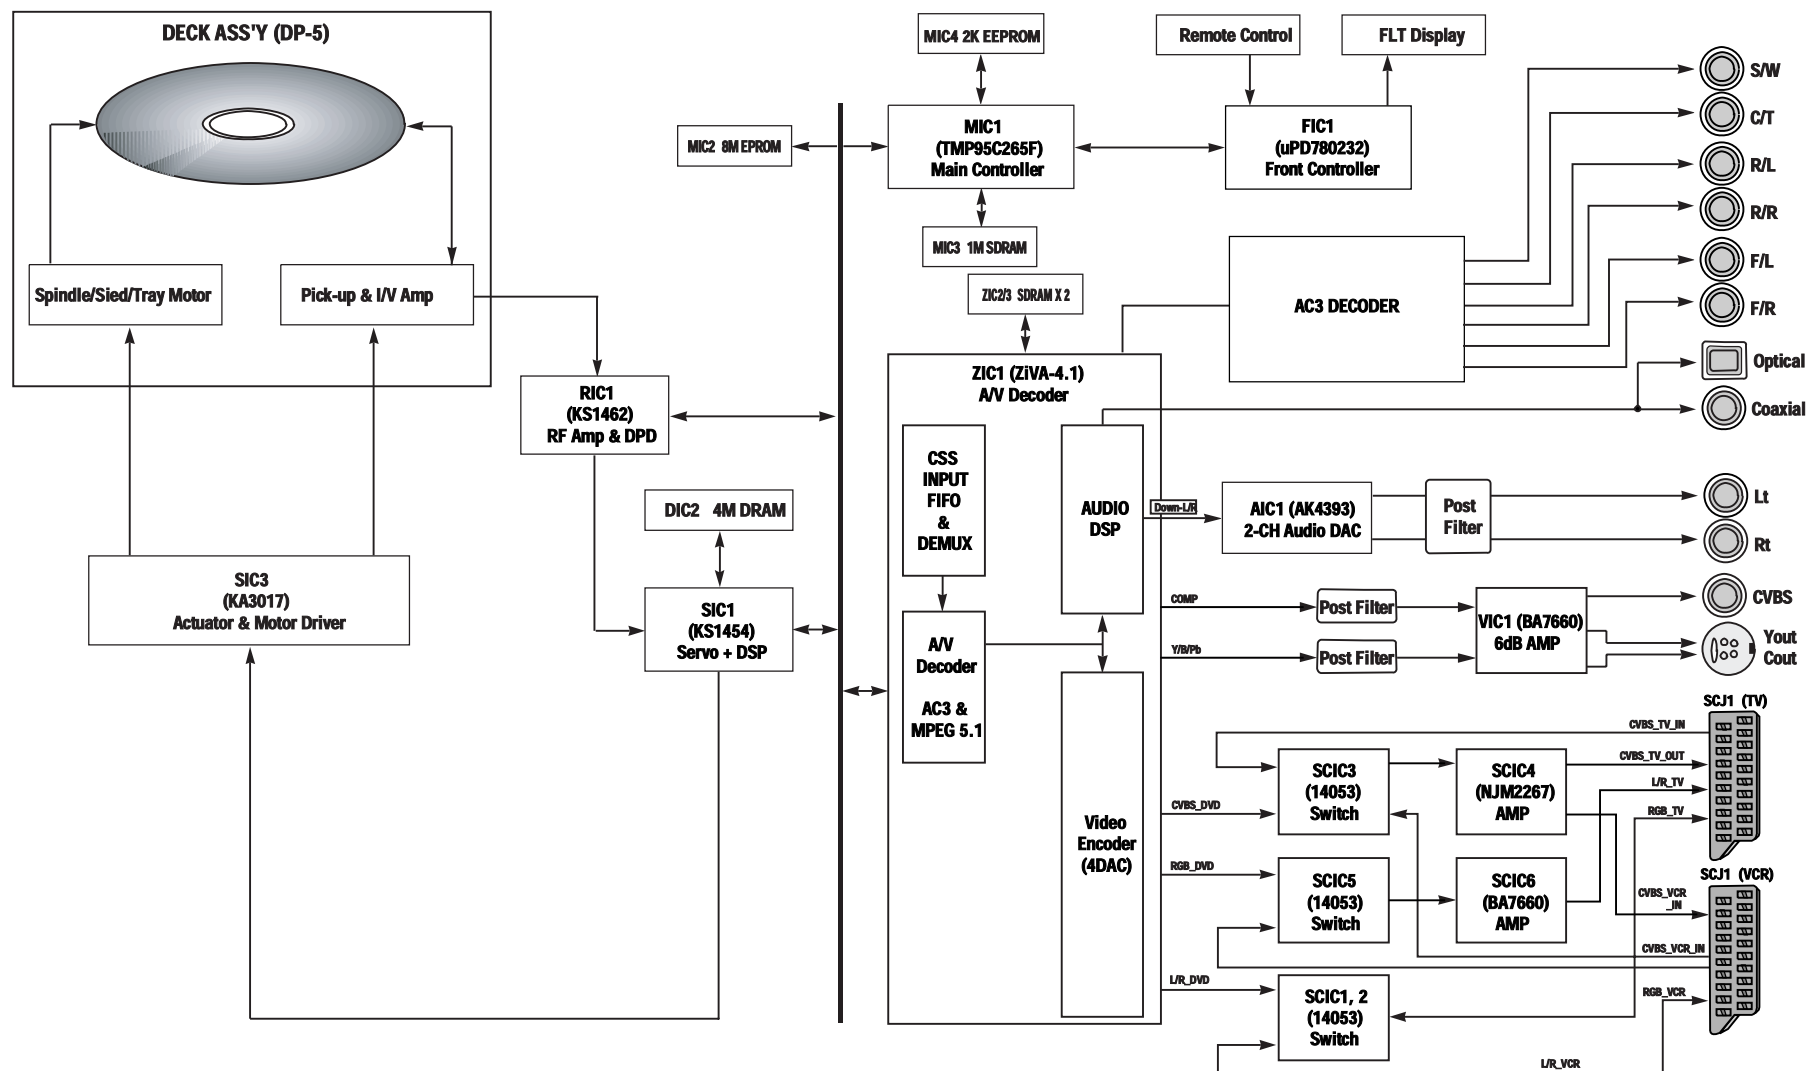 DECK ASS'Y (DP-5)
Spindle/Sied/Tray Motor
Pick-up & I/V Amp
RIC1
(KS1462)
RF Amp & DPD
DIC2 4M DRAM
SIC1
(KS1454)
Servo + DSP
SIC3
(KA3017)
Actuator & Motor Driver
MIC4 2K EEPROM
Remote Control
FLT Display
MIC2 8M EPROM
MIC1
(TMP95C265F)
Main Controller
FIC1
(uPD780232)
Front Controller
MIC3 1M SDRAM
ZIC2/3 SDRAM X 2
AC3 DECODER
ZIC1 (ZiVA-4.1)
A/V Decoder
CSS
INPUT
FIFO
&
DEMUX
AUDIO
DSP
A/V
Decoder
AC3 &
MPEG 5.1
Video
Encoder
(4DAC)
Down-L/R
AIC1 (AK4393)
2-CH Audio DAC
Post
Filter
COMP
Post Filter
Y/B/Pb
Post Filter
VIC1 (BA7660)
6dB AMP
CVBS_DVD
RGB_DVD
L/R_DVD
SCIC3
(14053)
Switch
SCIC4
(NJM2267)
AMP
SCIC5
(14053)
Switch
SCIC6
(BA7660)
AMP
SCIC1, 2
(14053)
Switch
S/W
C/T
R/L
R/R
F/L
F/R
Optical
Coaxial
Lt
Rt
CVBS
Yout
Cout
SCJ1 (TV)
CVBS_TV_IN
CVBS_TV_OUT
L/R_TV
RGB_TV
SCJ1 (VCR)
CVBS_VCR
_IN
CVBS_VCR_IN
RGB_VCR
L/R_VCR